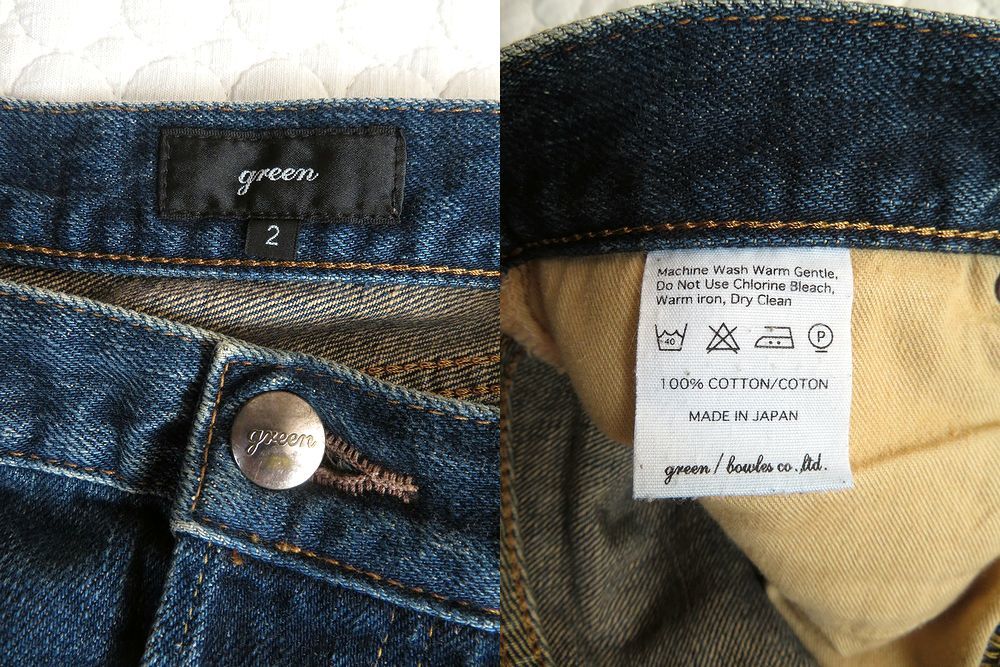 green
2
green
Machine Wash Warm Gentle,
Do Not Use Chlorine Bleach,
Warm iron, Dry Clean
40
P
100% COTTON/COTON
MADE IN JAPAN
green / bowles co.,ltd.